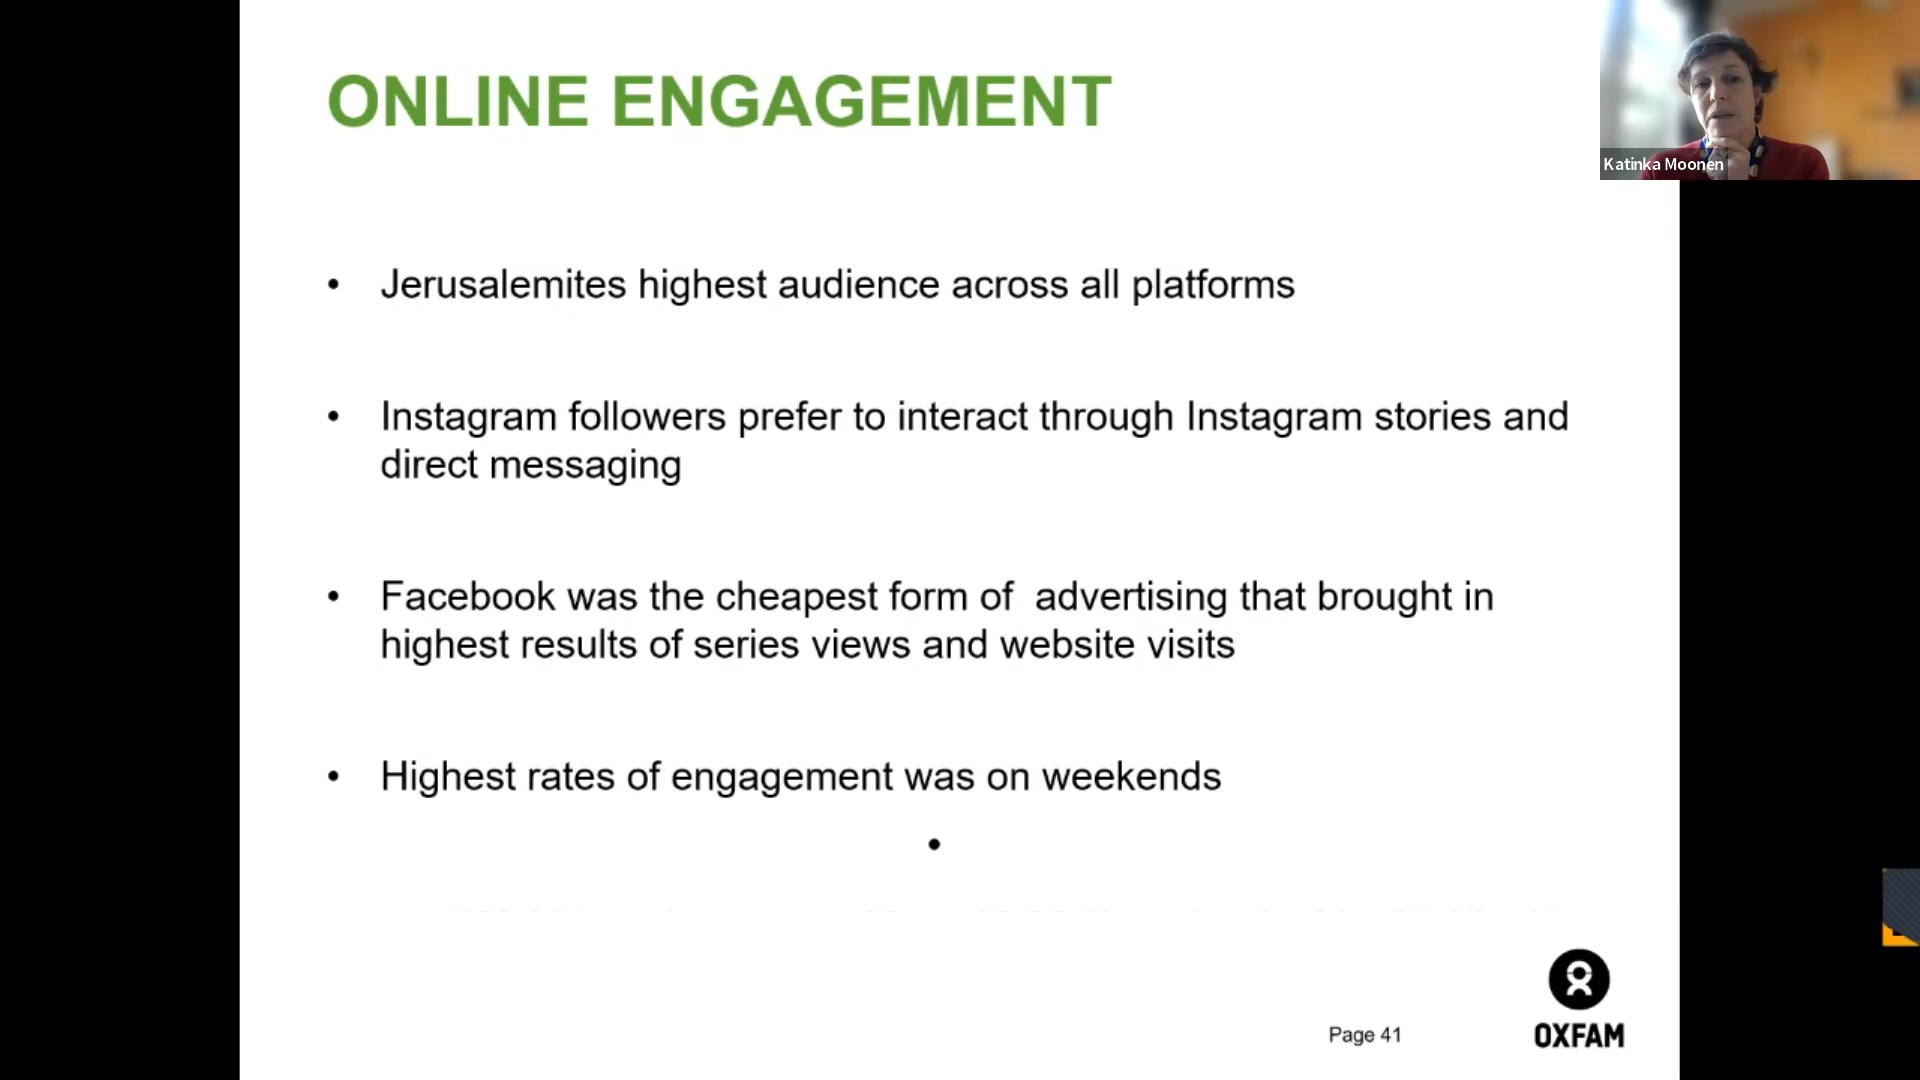 ONLINE ENGAGEMENT
Katinka Moonen
• Jerusalemites highest audience across all platforms
• Instagram followers prefer to interact through Instagram stories and
direct messaging
• Facebook was the cheapest form of  advertising that brought in
highest results of series views and website visits
• Highest rates of engagement was on weekends
•
Page 41
OXFAM